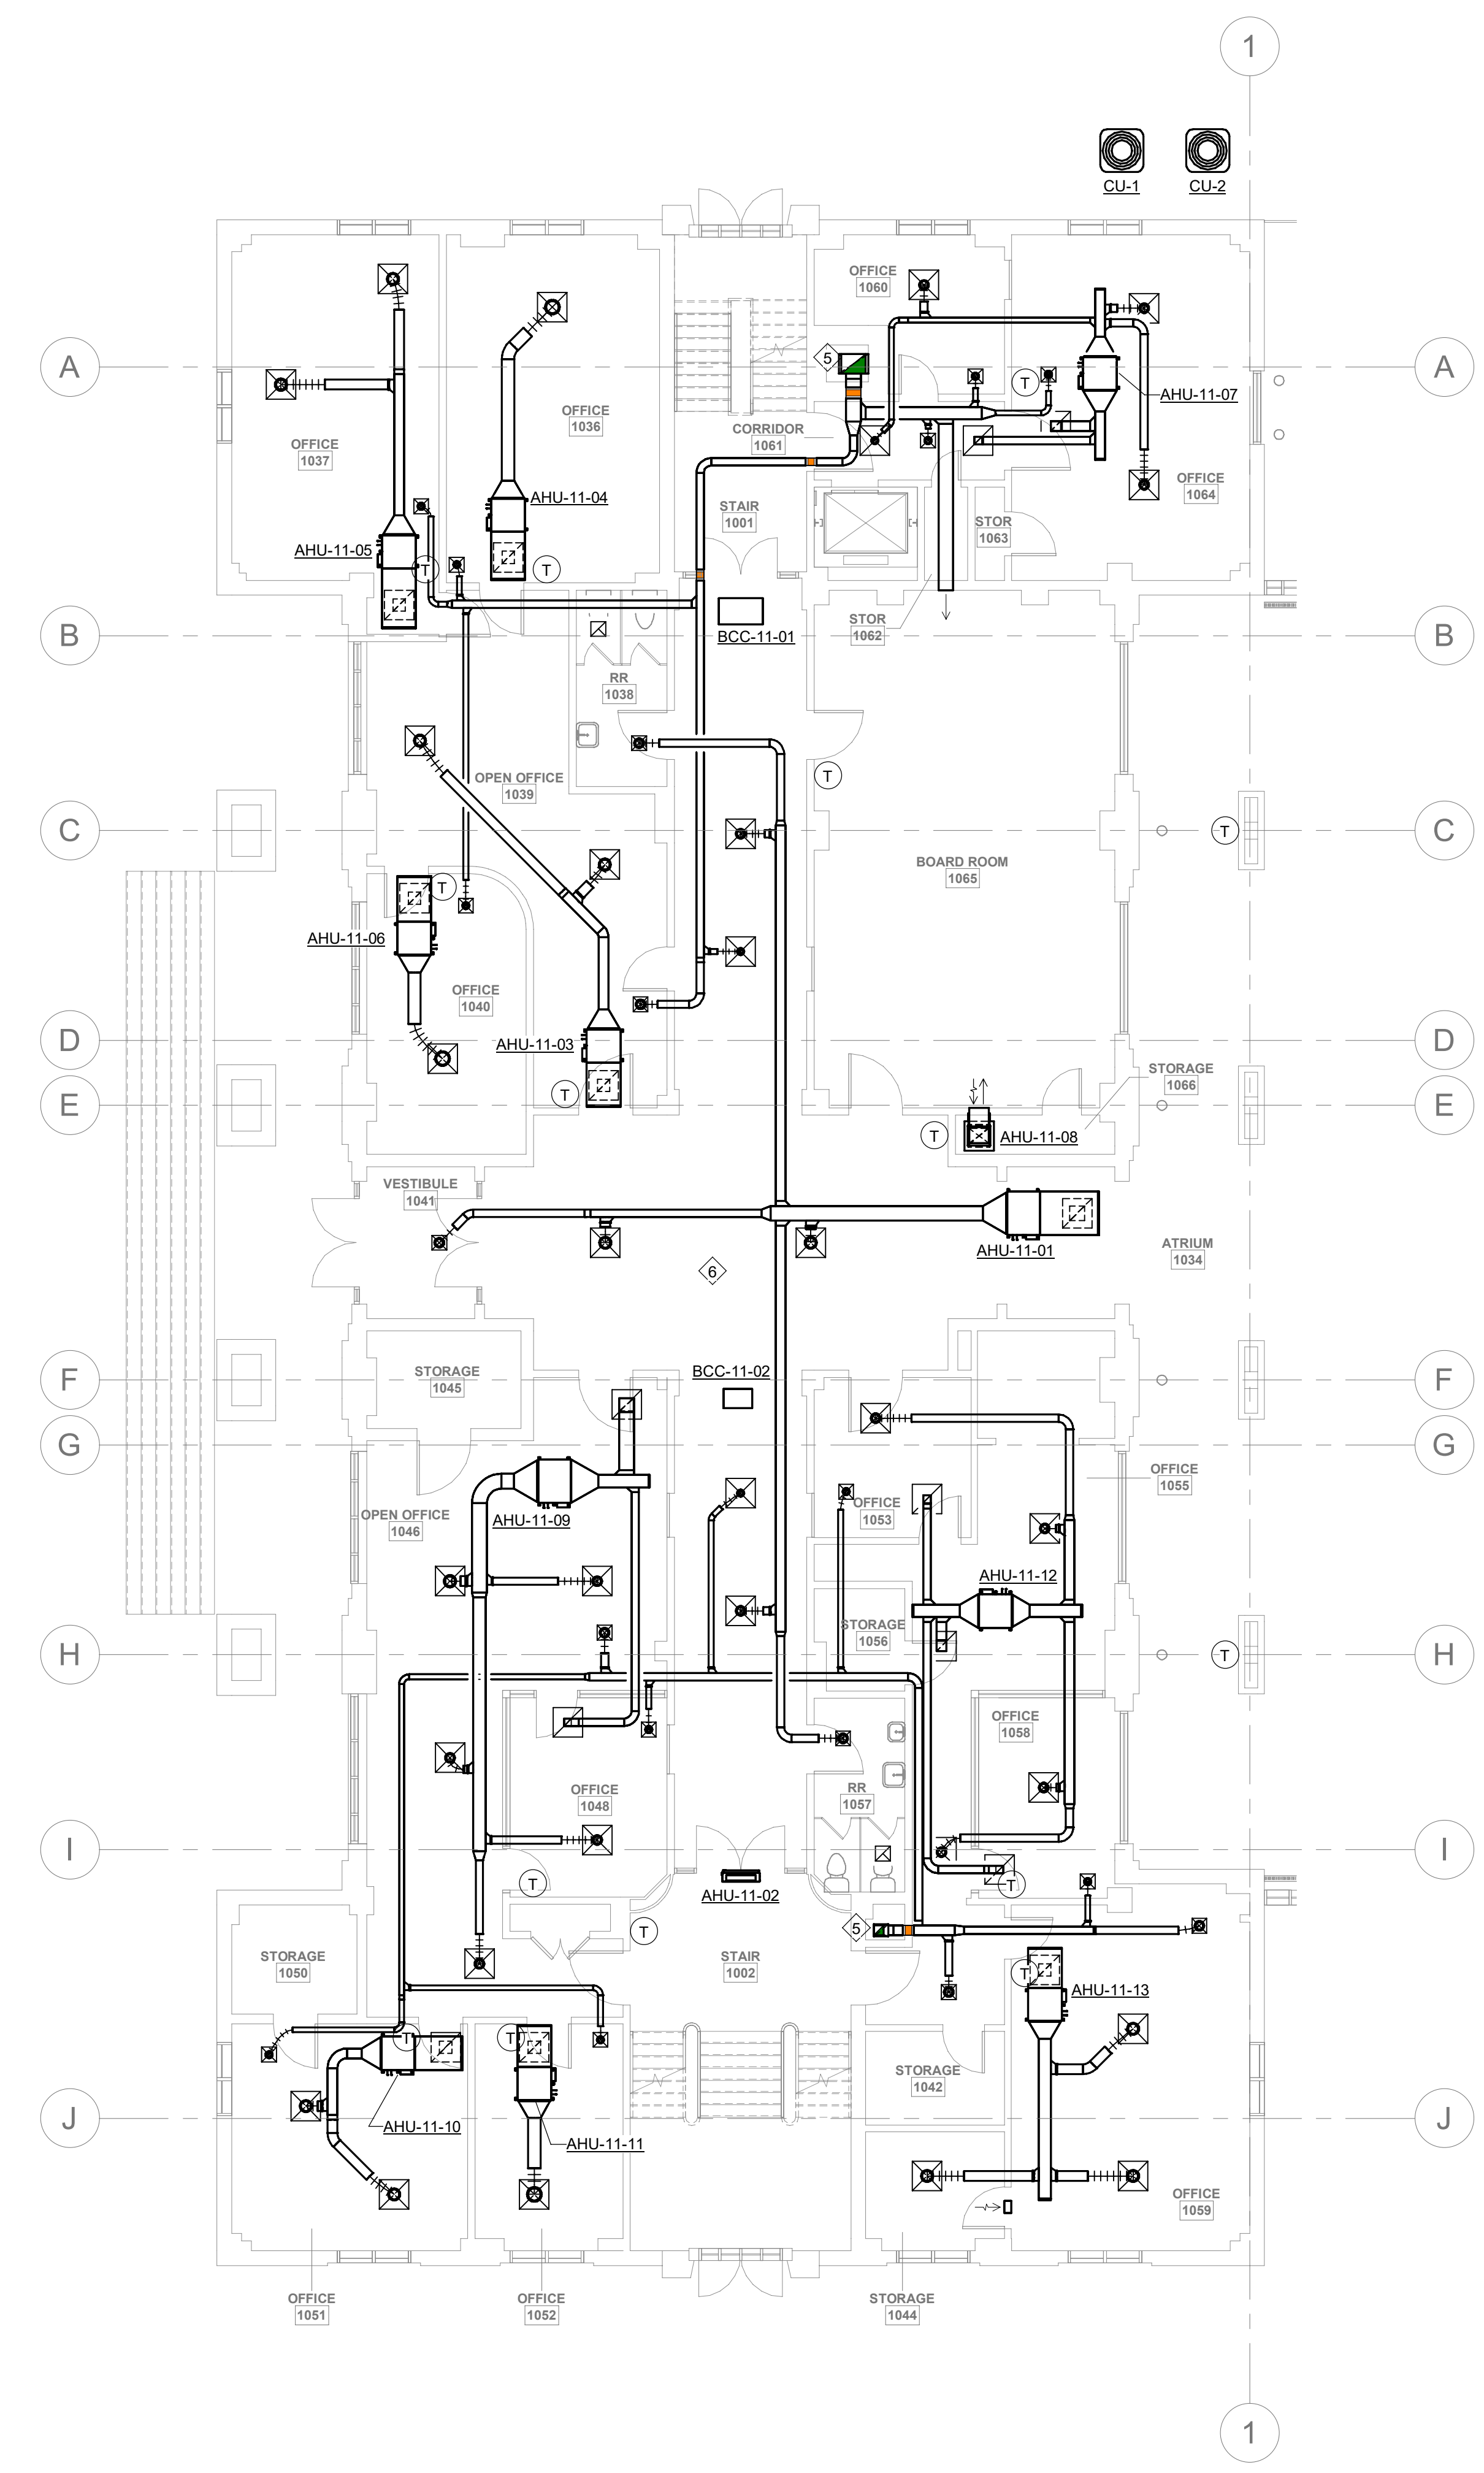 1
CU-1
CU-2
OFFICE
1060
5
A
A
T
AHU-11-07
OFFICE
1036
CORRIDOR
1061
OFFICE
1037
OFFICE
1064
AHU-11-04
STAIR
1001
STOR
1063
AHU-11-05
T
T
BCC-11-01
STOR
1062
B
B
RR
1038
OPEN OFFICE
1039
T
C
T
C
BOARD ROOM
1065
T
AHU-11-06
OFFICE
1040
D
AHU-11-03
D
STORAGE
1066
T
E
E
T
AHU-11-08
VESTIBULE
1041
AHU-11-01
ATRIUM
1034
6
BCC-11-02
STORAGE
1045
F
F
G
G
OFFICE
1055
OPEN OFFICE
1046
AHU-11-09
OFFICE
1053
AHU-11-12
STORAGE
1056
H
T
H
OFFICE
1058
OFFICE
1048
RR
1057
I
I
T
T
AHU-11-02
5
T
STORAGE
1050
STAIR
1002
T
AHU-11-13
T
T
STORAGE
1042
J
AHU-11-10
AHU-11-11
J
OFFICE
1059
OFFICE
1051
OFFICE
1052
STORAGE
1044
1